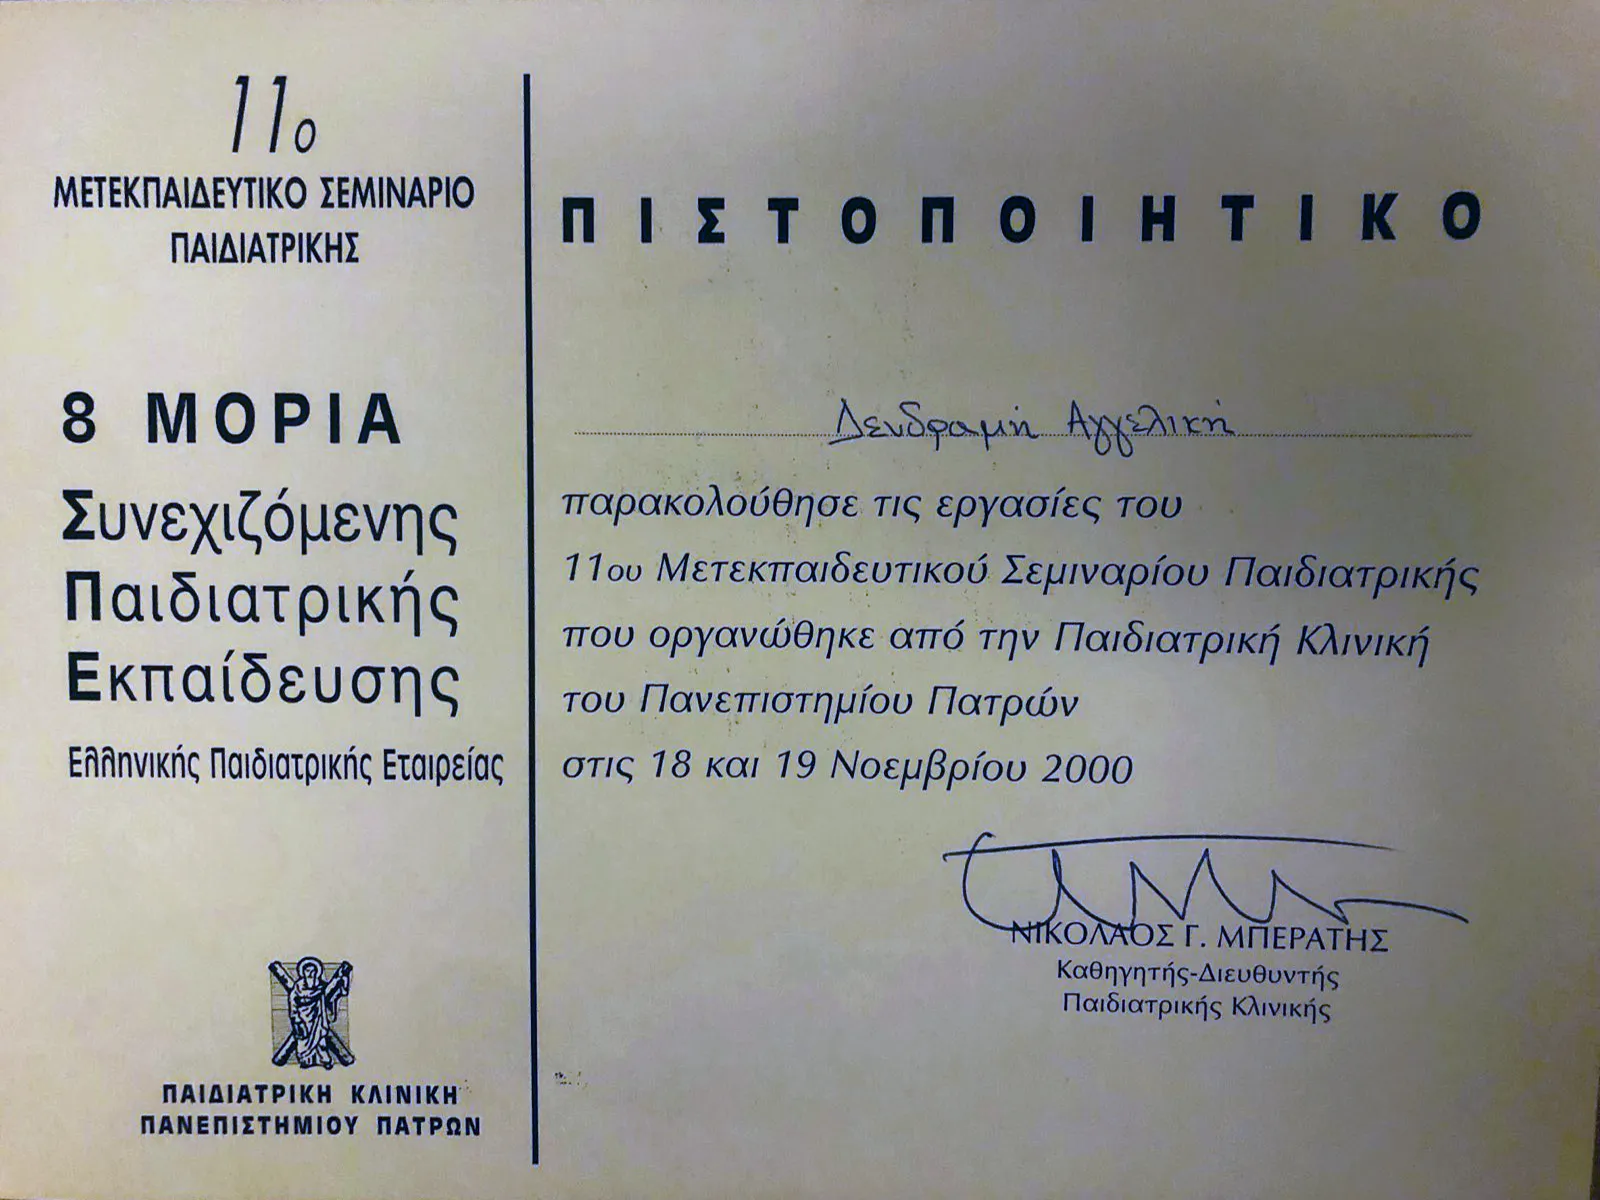 11ο
ΜΕΤΕΚΠΑΙΔΕΥΤΙΚΟ ΣΕΜΙΝΑΡΙΟ
ΠΑΙΔΙΑΤΡΙΚΗΣ
8 ΜΟΡΙΑ
Συνεχιζόμενης
Παιδιατρικής
Εκπαίδευσης
Ελληνικής Παιδιατρικής Εταιρείας
ΠΑΙΔΙΑΤΡΙΚΗ ΚΛΙΝΙΚΗ
ΠΑΝΕΠΙΣΤΗΜΙΟΥ ΠΑΤΡΩΝ
ΠΙΣΤΟΠΟΙΗΤΙΚΟ
Δενδραμή Αγγελική
παρακολούθησε τις εργασίες του
11ου Μετεκπαιδευτικού Σεμιναρίου Παιδιατρικής
που οργανώθηκε από την Παιδιατρική Κλινική
του Πανεπιστημίου Πατρών
στις 18 και 19 Νοεμβρίου 2000
ΝΙΚΟΛΑΟΣ Γ. ΜΠΕΡΑΤΗΣ
Καθηγητής-Διευθυντής
Παιδιατρικής Κλινικής